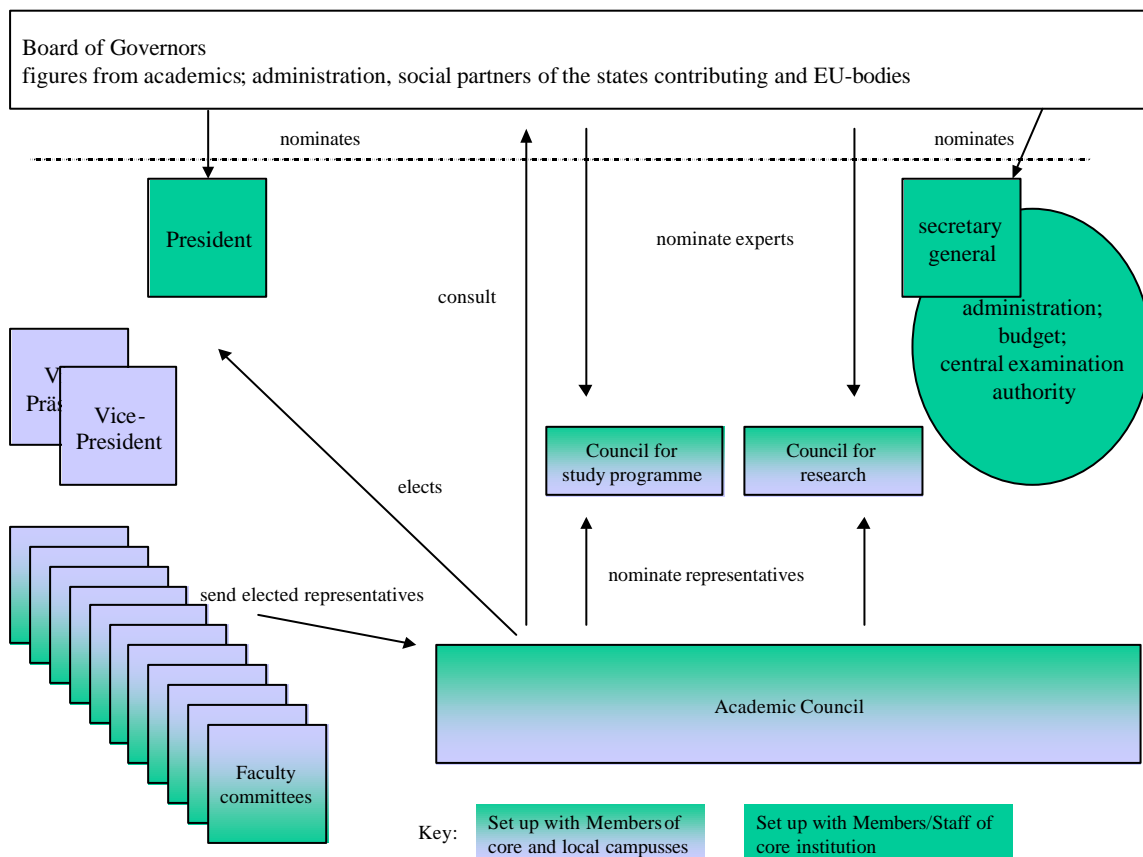 Board of Governors
figures from academics; administration, social partners of the states contributing and EU-bodies
nominates
nominates
President
nominate experts
secretary
general
consult
administration;
budget;
central examination
authority
Vice-
President
Council for
study programme
Council for
research
elects
send elected representatives
nominate representatives
Academic Council
Faculty
committees
Key:
Set up with Members of
core and local campusses
Set up with Members/Staff of
core institution